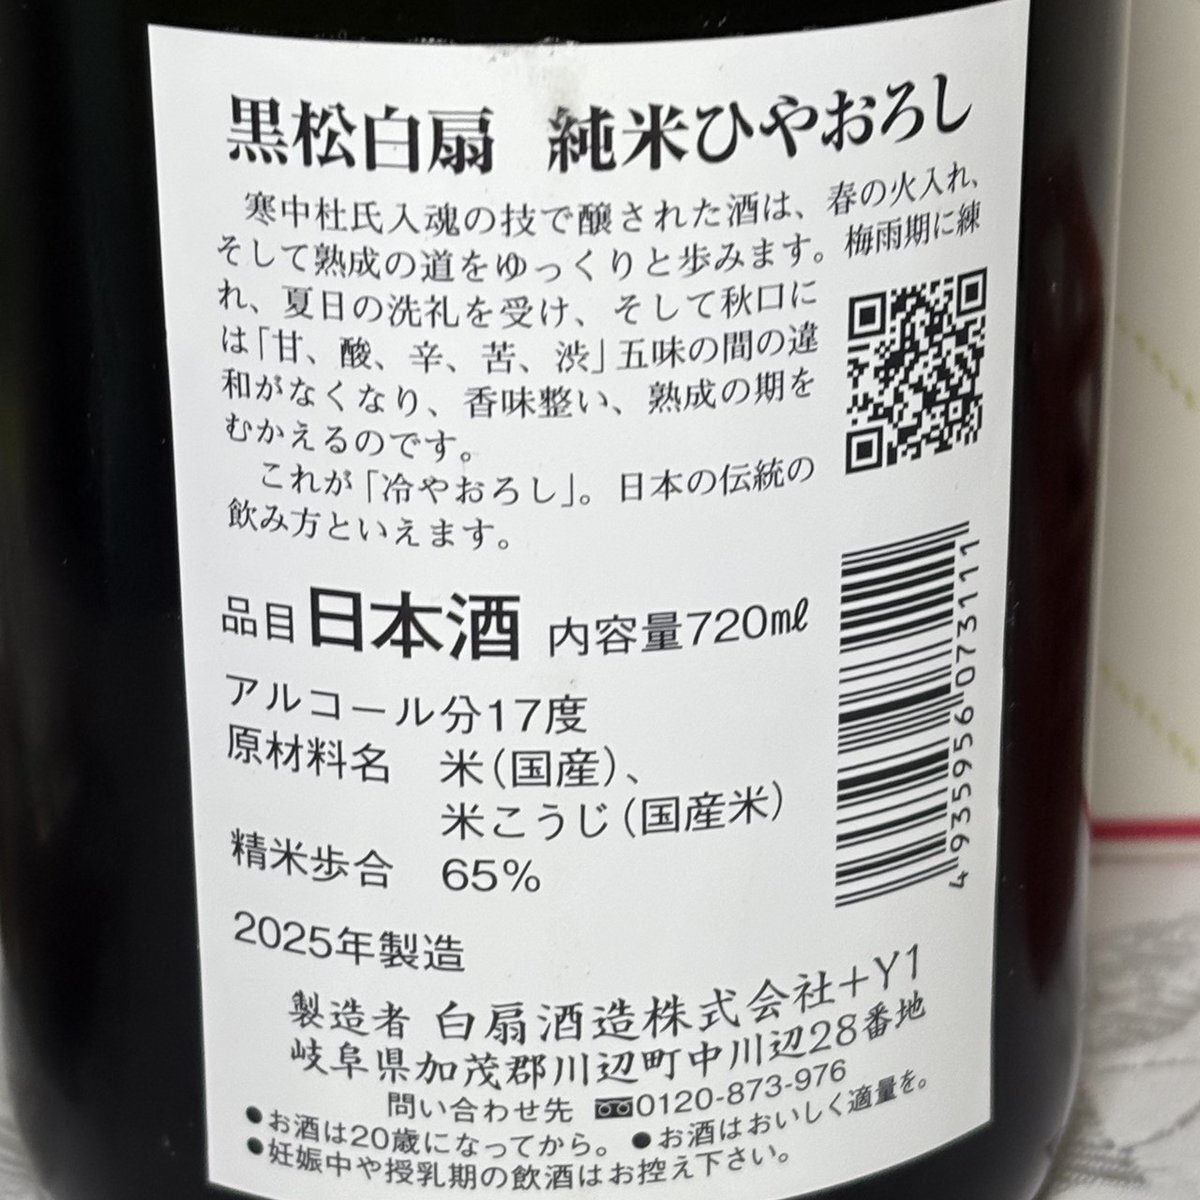 黒松白扇 純米ひやおろし
寒中杜氏入魂の技で醸された酒は、春の火入れ、
そして熟成の道をゆっくりと歩みます。梅雨期に練
れ、夏日の洗礼を受け、そして秋口に
は「甘、酸、辛、苦、渋」五味の間の違
和がなくなり、香味整い、熟成の期を
むかえるのです。
これが「冷やおろし」。日本の伝統の
飲み方といえます。
品目 日本酒 内容量720㎖
アルコール分17度
原材料名 米(国産)、
米こうじ(国産米)
精米歩合 65%
2025年製造
製造者 白扇酒造株式会社+Y1
岐阜県加茂郡川辺町中川辺28番地
問い合わせ先 0120-873-976
●お酒は20歳になってから。 ●お酒はおいしく適量を。
●妊娠中や授乳期の飲酒はお控え下さい。
4935956073111